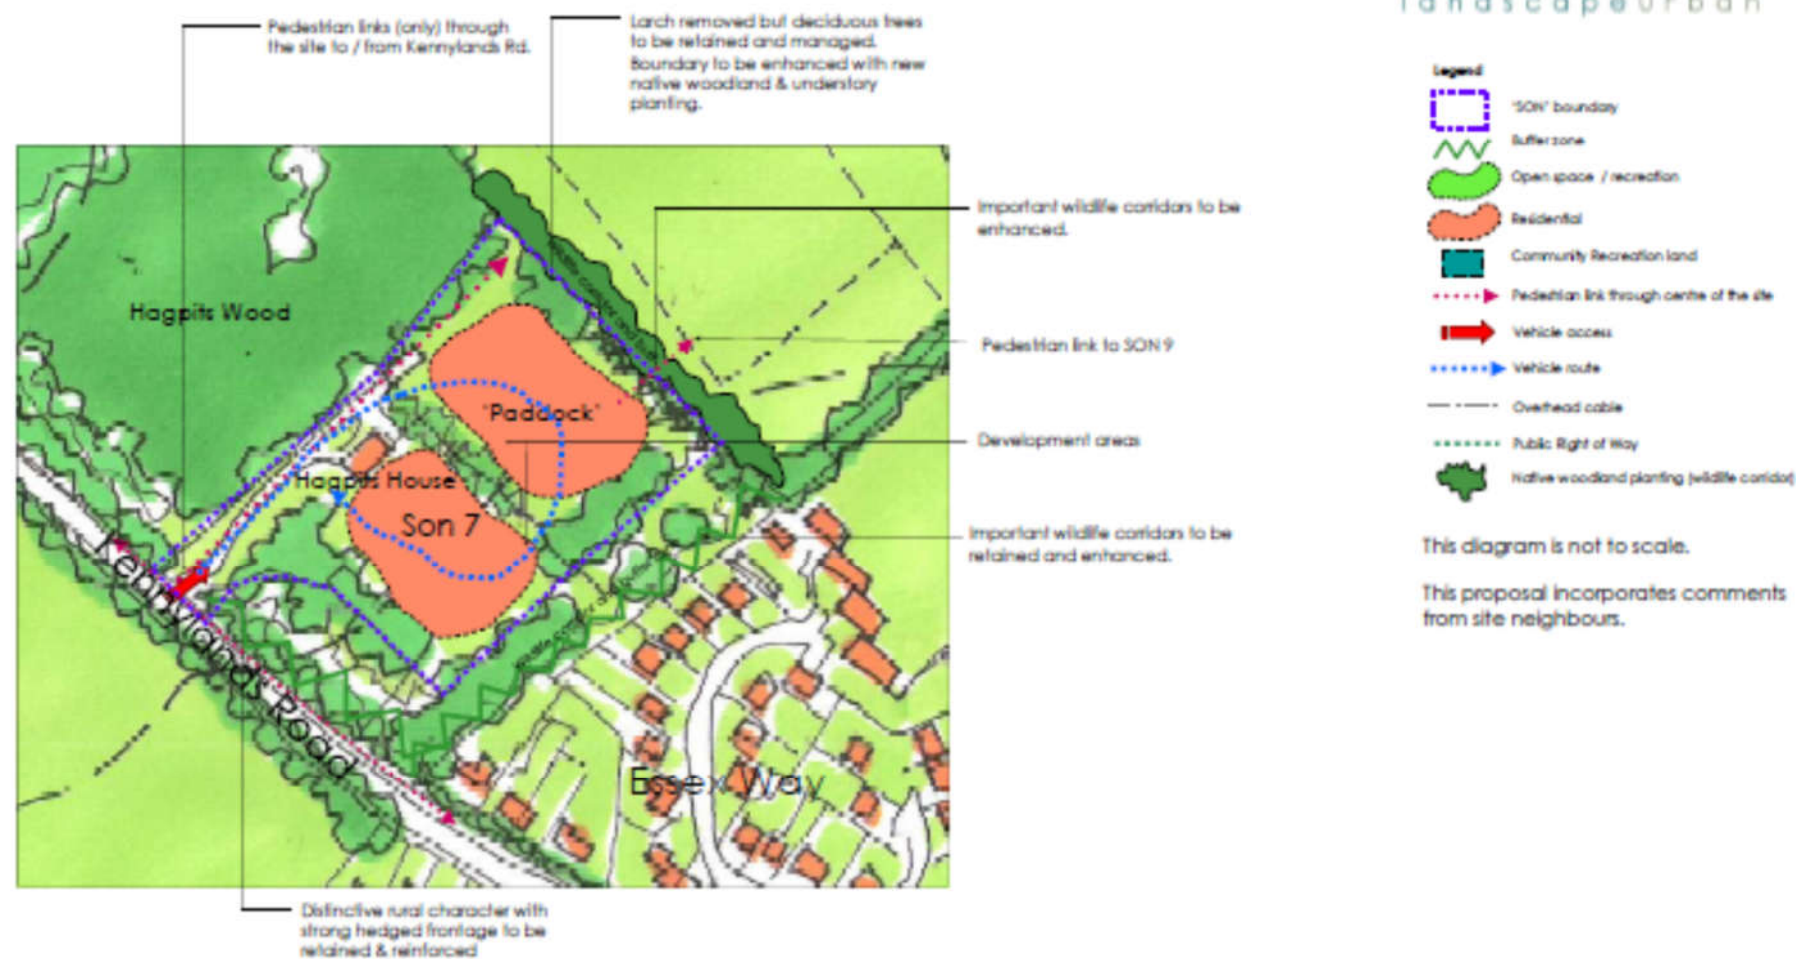 landscapeurban
Pedestrian links (only) through
the site to / from Kennylands Rd.
Larch removed but deciduous trees
to be retained and managed.
Boundary to be enhanced with new
native woodland & understory
planting.
Important wildlife corridors to be
enhanced.
Pedestrian link to SON 9
Development areas
Important wildlife corridors to be
retained and enhanced.
Distinctive rural character with
strong hedged frontage to be
retained & reinforced
Hagpits Wood
"Paddock"
Hagpits House
Son 7
Kennylands Road
Essex Way
Legend
"SON" boundary
Buffer zone
Open space / recreation
Residential
Community Recreation land
Pedestrian link through centre of the site
Vehicle access
Vehicle route
Overhead cable
Public Right of Way
Native woodland planting (wildlife corridor)
This diagram is not to scale.
This proposal incorporates comments
from site neighbours.